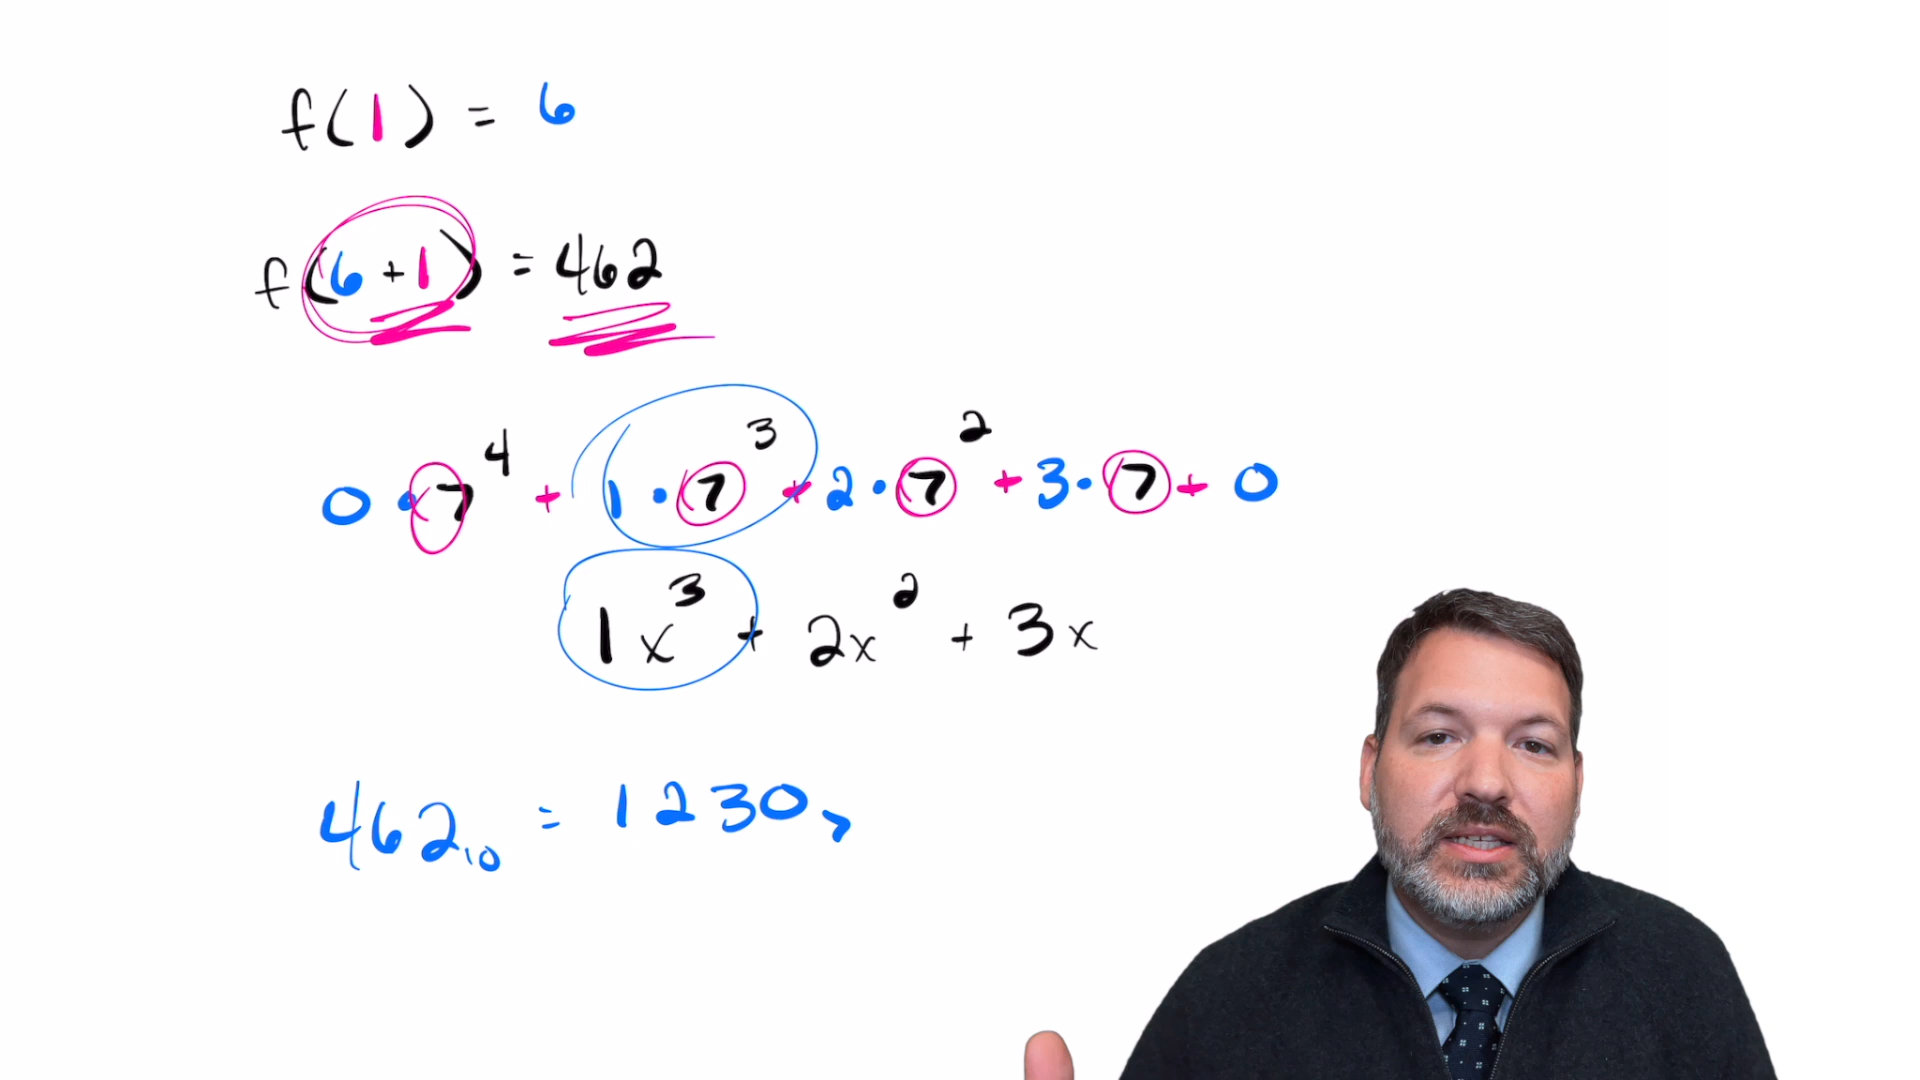 f(1) = 6
f(6+1) = 462
0 · 7⁴ + 1 · 7³ + 2 · 7² + 3 · 7 + 0
1x³ + 2x² + 3x
462₁₀ = 1230₇